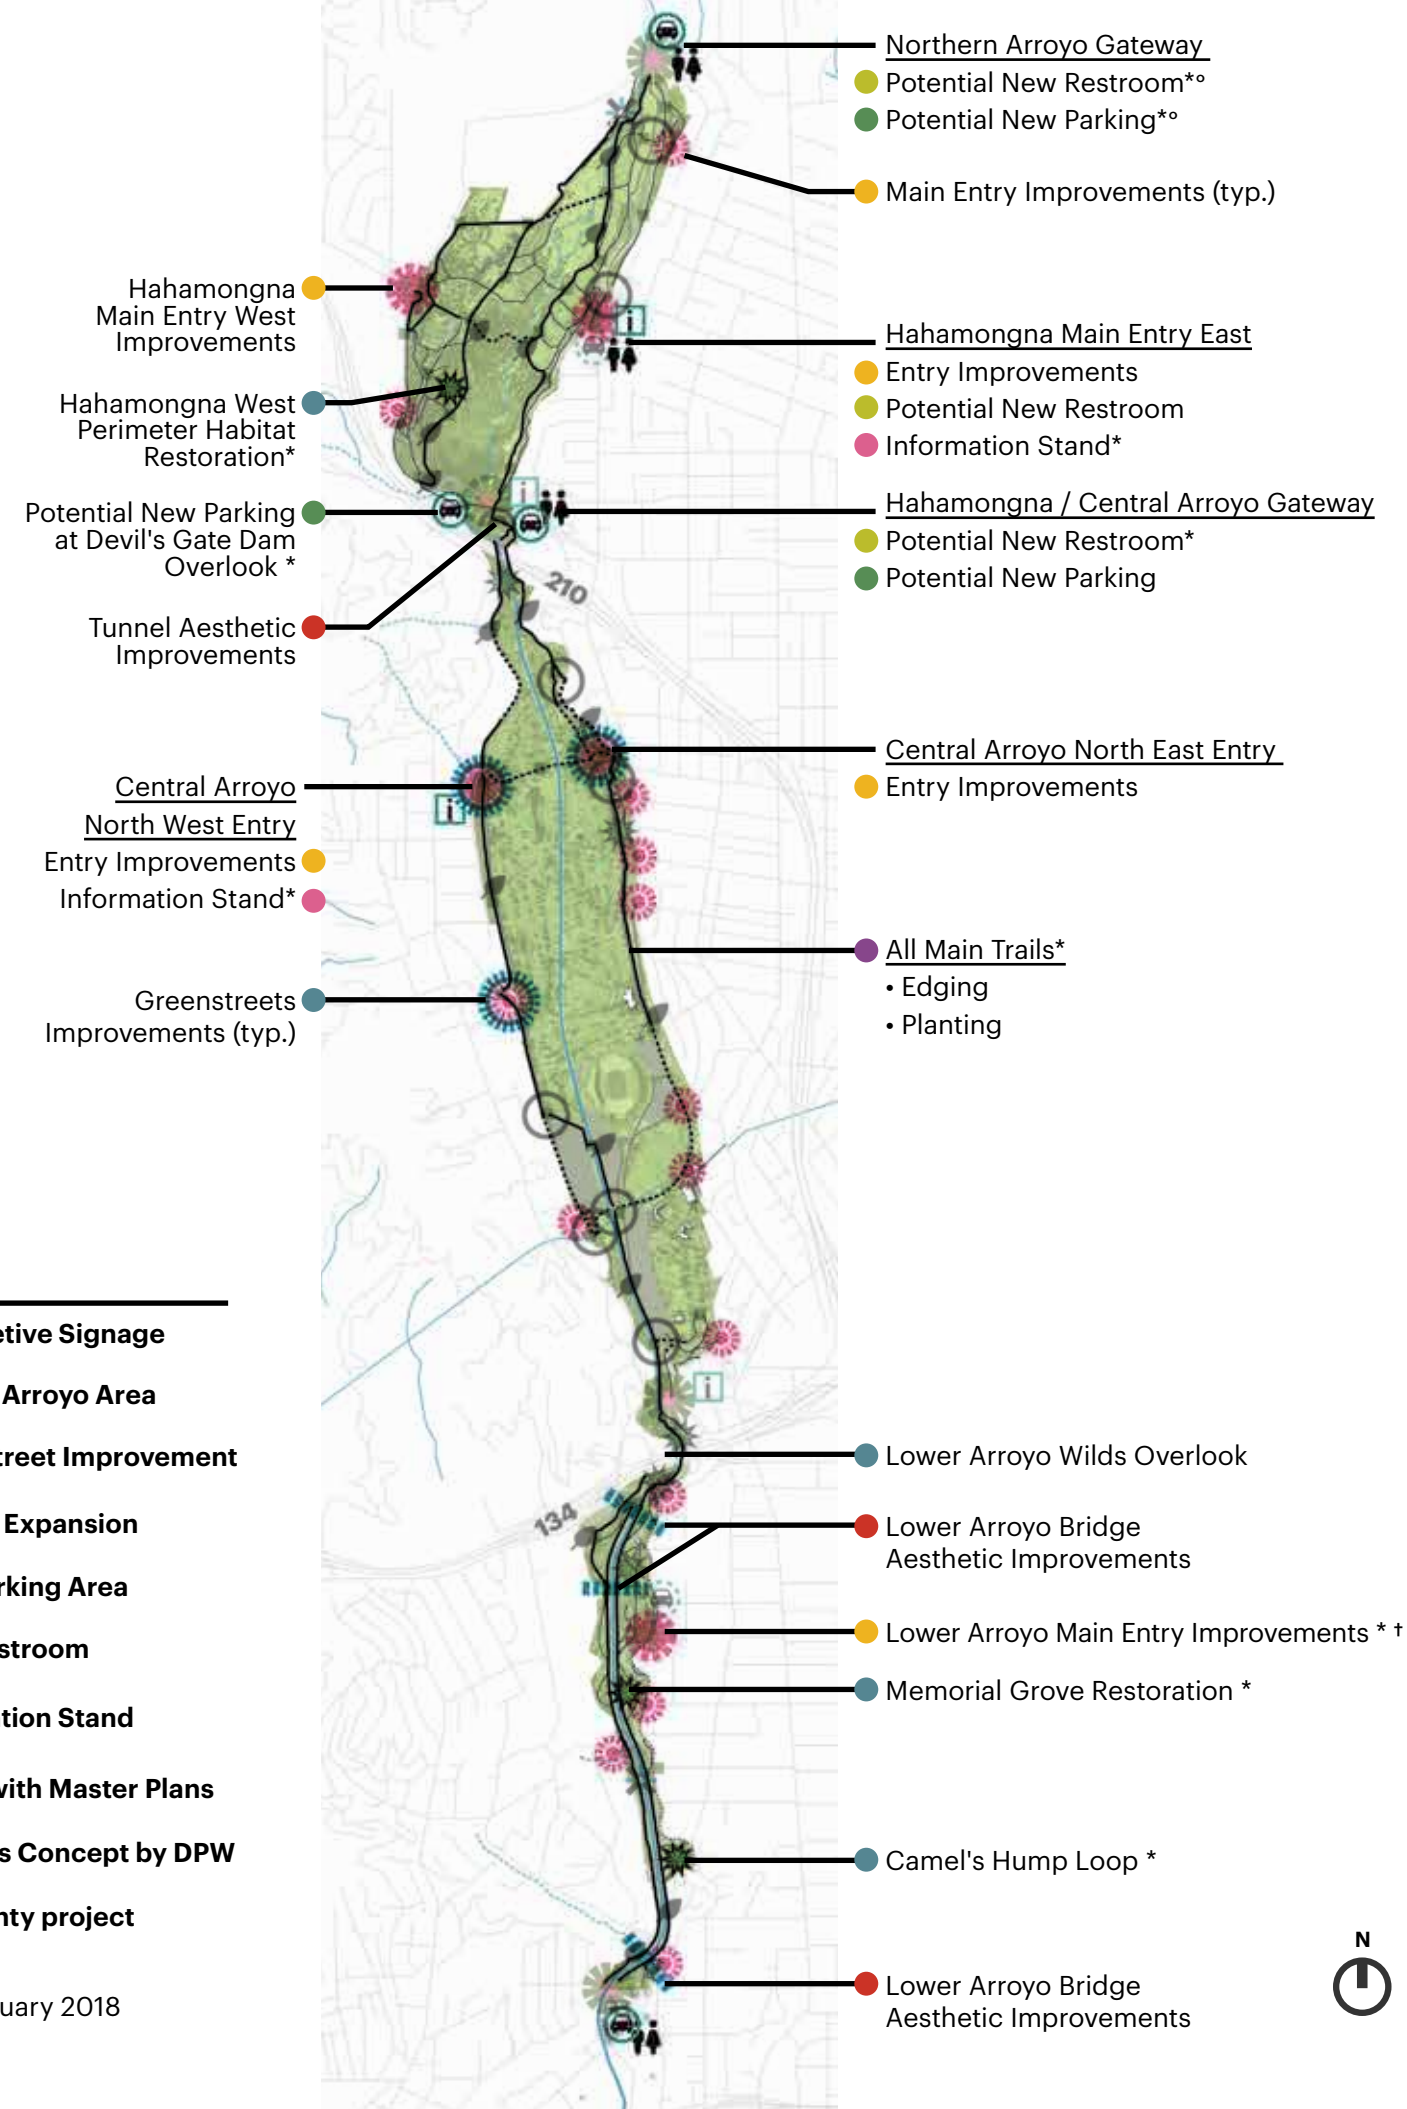 Northern Arroyo Gateway
Potential New Restroom*°
Potential New Parking*°
Main Entry Improvements (typ.)
Hahamongna
Main Entry West
Improvements
Hahamongna Main Entry East
Entry Improvements
Potential New Restroom
Information Stand*
Hahamongna West
Perimeter Habitat
Restoration*
Hahamongna / Central Arroyo Gateway
Potential New Restroom*
Potential New Parking
Potential New Parking
at Devil's Gate Dam
Overlook *
Tunnel Aesthetic
Improvements
210
Central Arroyo North East Entry
Entry Improvements
Central Arroyo
North West Entry
Entry Improvements
Information Stand*
All Main Trails*
• Edging
• Planting
Greenstreets
Improvements (typ.)
etive Signage
Arroyo Area
treet Improvement
Expansion
rking Area
stroom
tion Stand
with Master Plans
s Concept by DPW
nty project
uary 2018
134
Lower Arroyo Wilds Overlook
Lower Arroyo Bridge
Aesthetic Improvements
Lower Arroyo Main Entry Improvements * †
Memorial Grove Restoration *
Camel's Hump Loop *
Lower Arroyo Bridge
Aesthetic Improvements
N
i
i
i
i